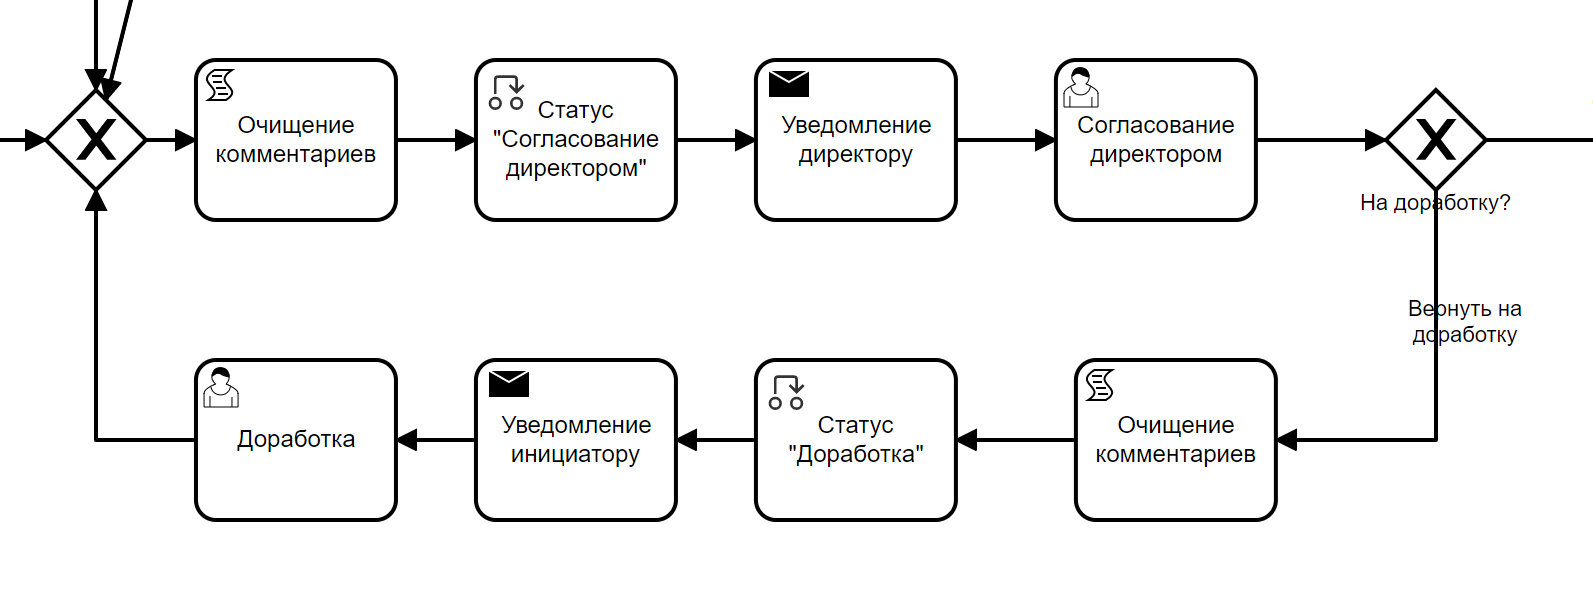 Очищение
комментариев
Статус
"Согласование
директором"
Уведомление
директору
Согласование
директором
На доработку?
Вернуть на
доработку
Доработка
Уведомление
инициатору
Статус
"Доработка"
Очищение
комментариев